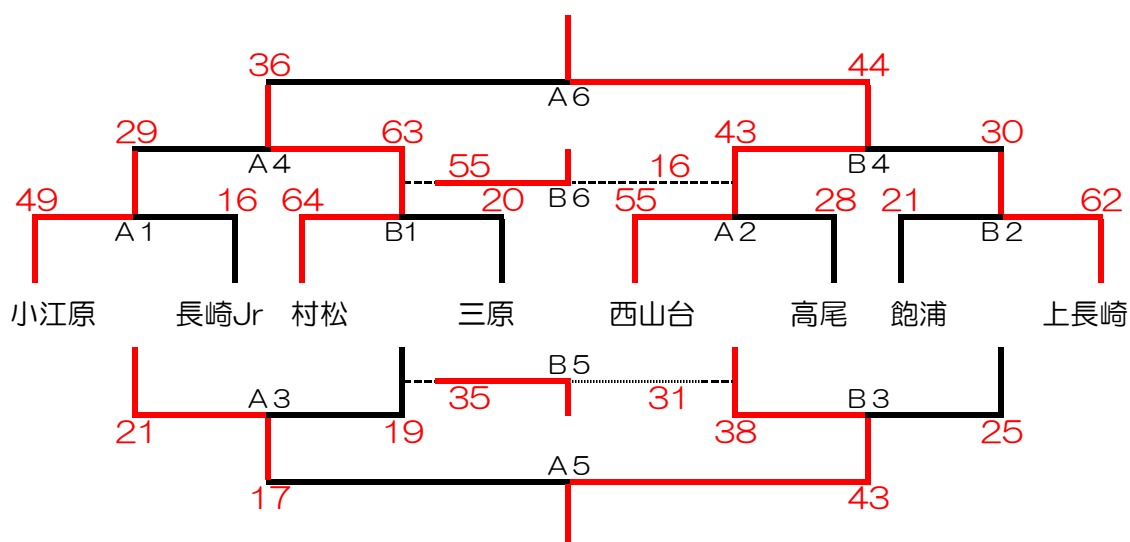 36 44
A6
29 63 43 30
A4 55 16 B4
49 16 64 20 B6 55 28 21 62
A1 B1 A2 B2
小江原 長崎Jr 村松 三原 西山台 高尾 飽浦 上長崎
B5
A3 35 31 B3
21 19 38 25
A5
17 43